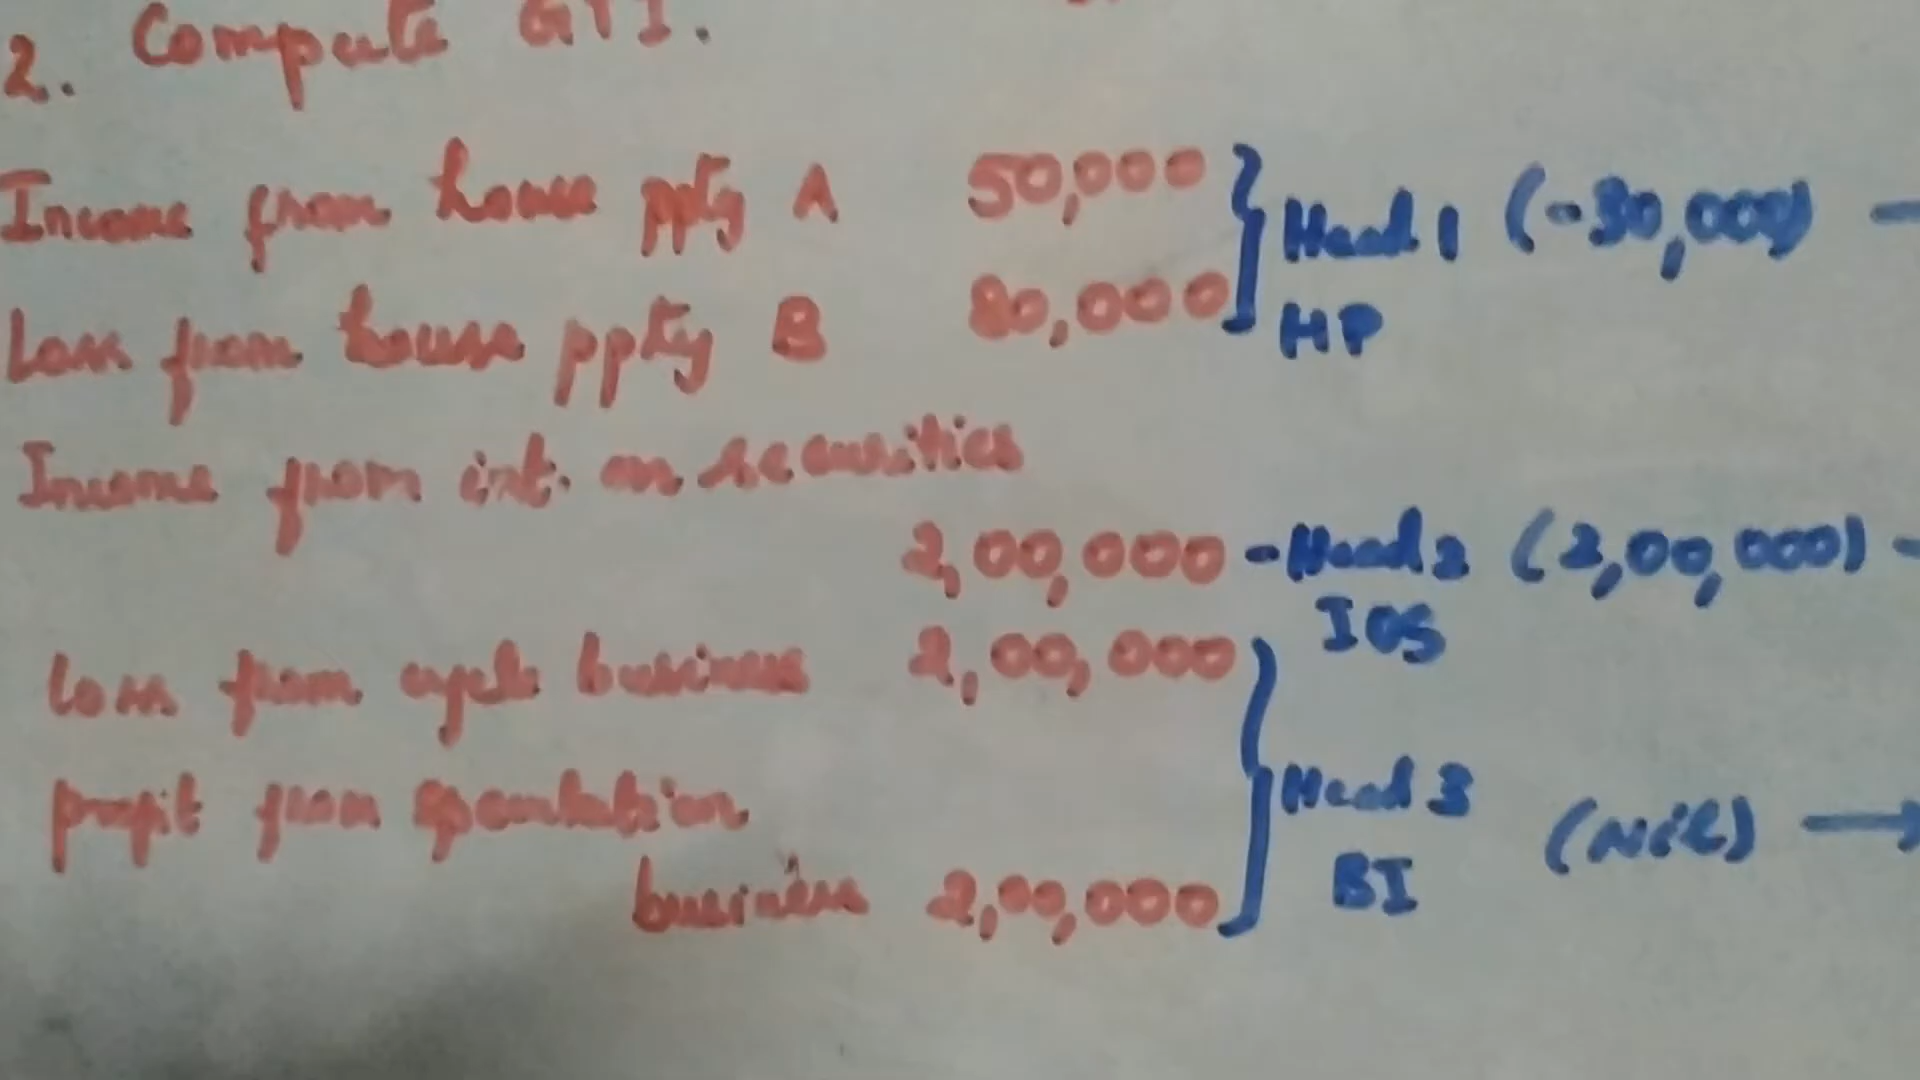 2. Compute GTI.
Income from house ppty A 50,000 Head 1 (-30,000) -
Loss from house ppty B 80,000 HP
Income from int. on securities
2,00,000 - Head 2 (2,00,000) -
IOS
loss from cycle business 2,00,000
profit from speculation Head 3 (Nil) →
business 2,00,000 BI